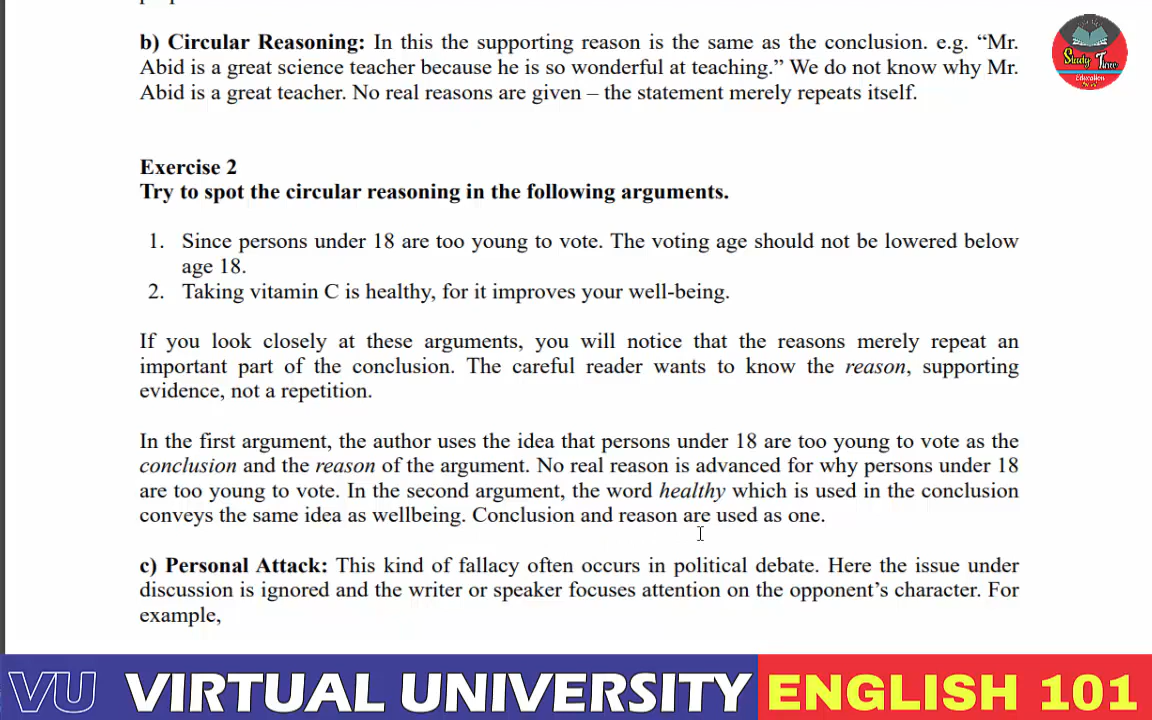 b) Circular Reasoning: In this the supporting reason is the same as the conclusion. e.g. “Mr.
Abid is a great science teacher because he is so wonderful at teaching.” We do not know why Mr.
Abid is a great teacher. No real reasons are given – the statement merely repeats itself.
Study Time
Education
Exercise 2
Try to spot the circular reasoning in the following arguments.
1. Since persons under 18 are too young to vote. The voting age should not be lowered below
age 18.
2. Taking vitamin C is healthy, for it improves your well-being.
If you look closely at these arguments, you will notice that the reasons merely repeat an
important part of the conclusion. The careful reader wants to know the reason, supporting
evidence, not a repetition.
In the first argument, the author uses the idea that persons under 18 are too young to vote as the
conclusion and the reason of the argument. No real reason is advanced for why persons under 18
are too young to vote. In the second argument, the word healthy which is used in the conclusion
conveys the same idea as wellbeing. Conclusion and reason are used as one.
c) Personal Attack: This kind of fallacy often occurs in political debate. Here the issue under
discussion is ignored and the writer or speaker focuses attention on the opponent’s character. For
example,
VU VIRTUAL UNIVERSITY ENGLISH 101